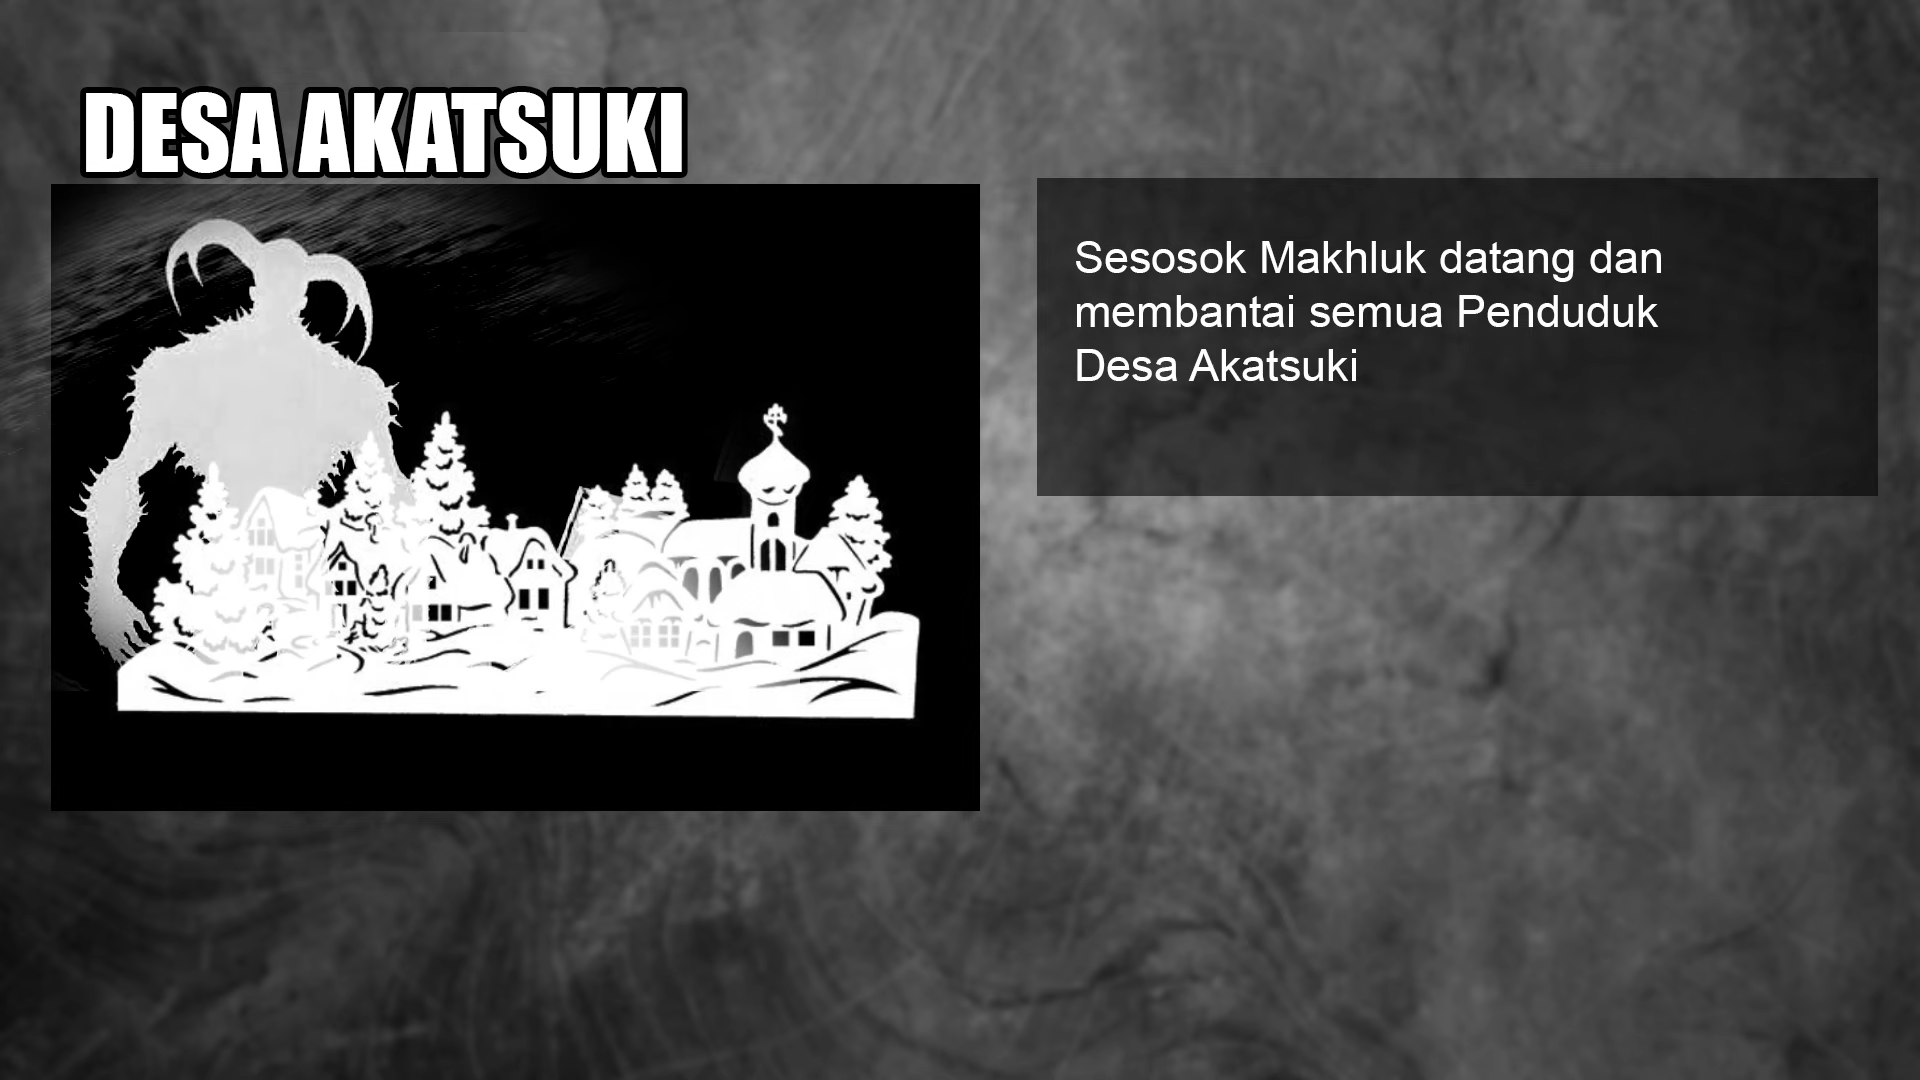 DESA AKATSUKI
Sesosok Makhluk datang dan
membantai semua Penduduk
Desa Akatsuki